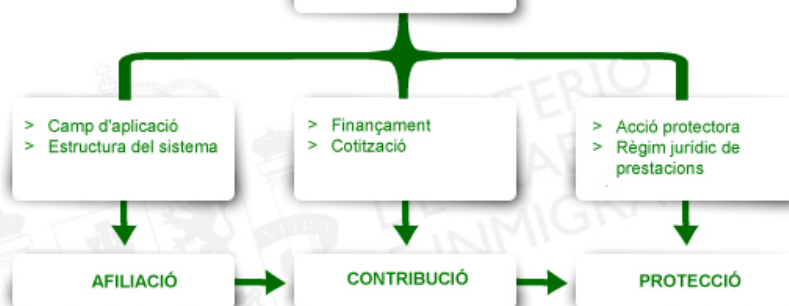 > Camp d'aplicació
> Estructura del sistema
> Finançament
> Cotització
> Acció protectora
> Règim jurídic de
prestacions
AFILIACIÓ
CONTRIBUCIÓ
PROTECCIÓ